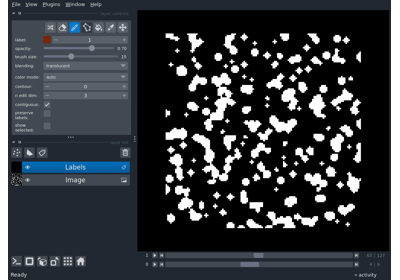 File View Plugins Window Help
label: 1
opacity: 0.70
brush size: 10
blending: translucent
color mode: auto
contour: 0
n edit dim: 3
contiguous:
preserve labels:
show selected:
Labels
Image
1
0
Ready
activity